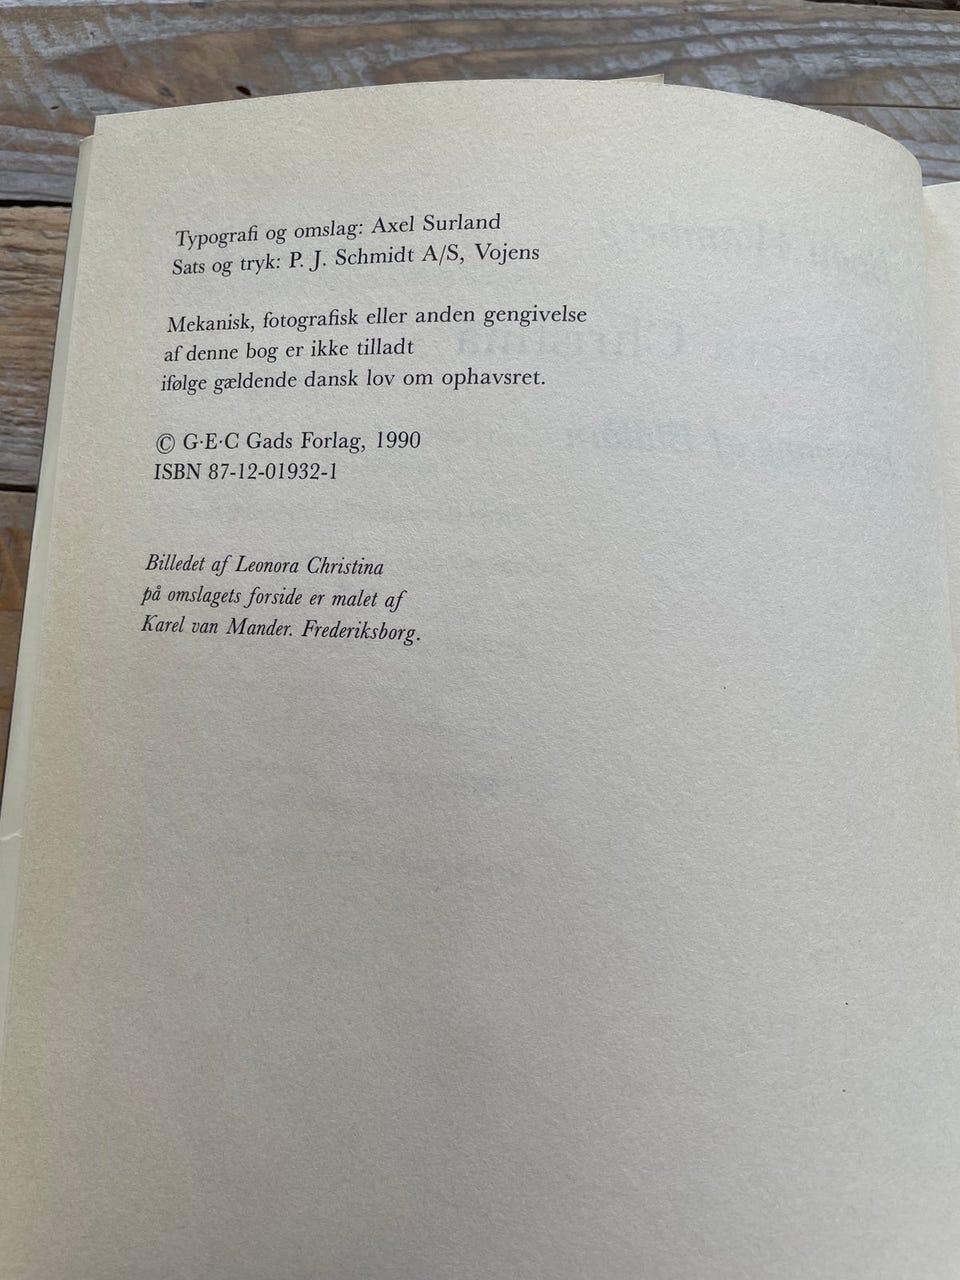 Typografi og omslag: Axel Surland
Sats og tryk: P. J. Schmidt A/S, Vojens
Mekanisk, fotografisk eller anden gengivelse
af denne bog er ikke tilladt
ifølge gældende dansk lov om ophavsret.
© G·E·C Gads Forlag, 1990
ISBN 87-12-01932-1
Billedet af Leonora Christina
på omslagets forside er malet af
Karel van Mander. Frederiksborg.